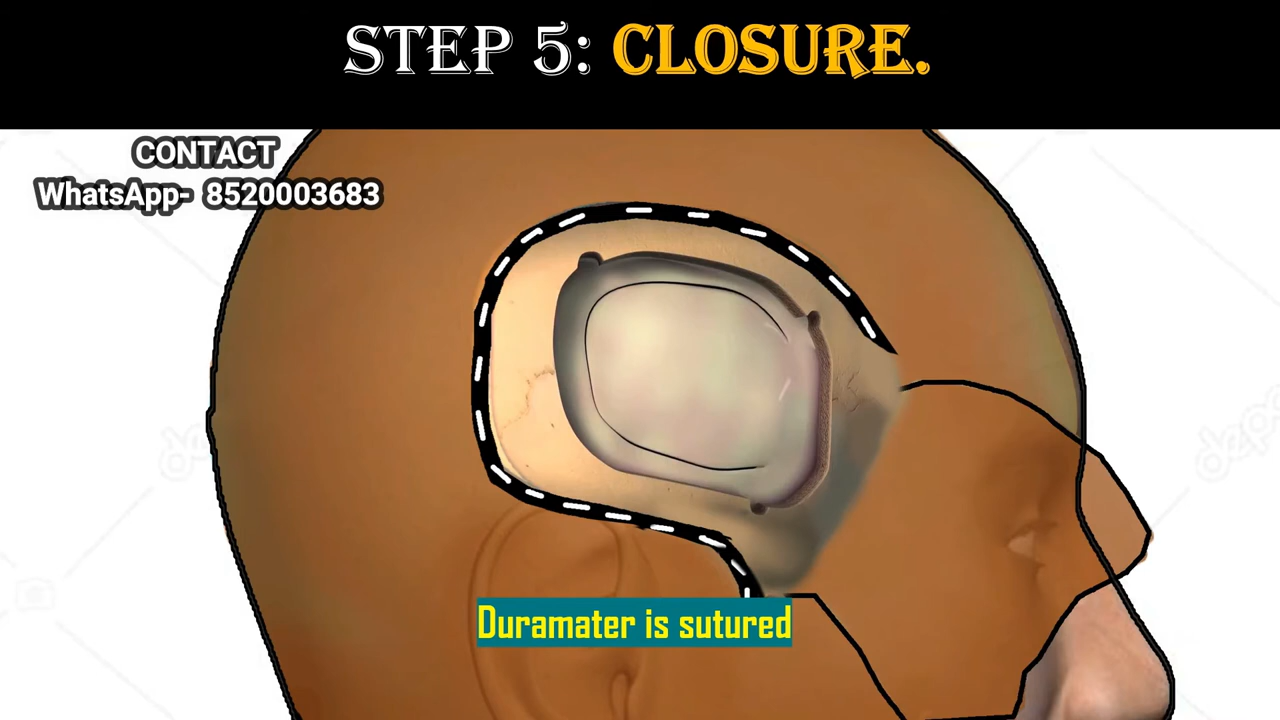 STEP 5: CLOSURE.
CONTACT
WhatsApp- 8520003683
Duramater is sutured